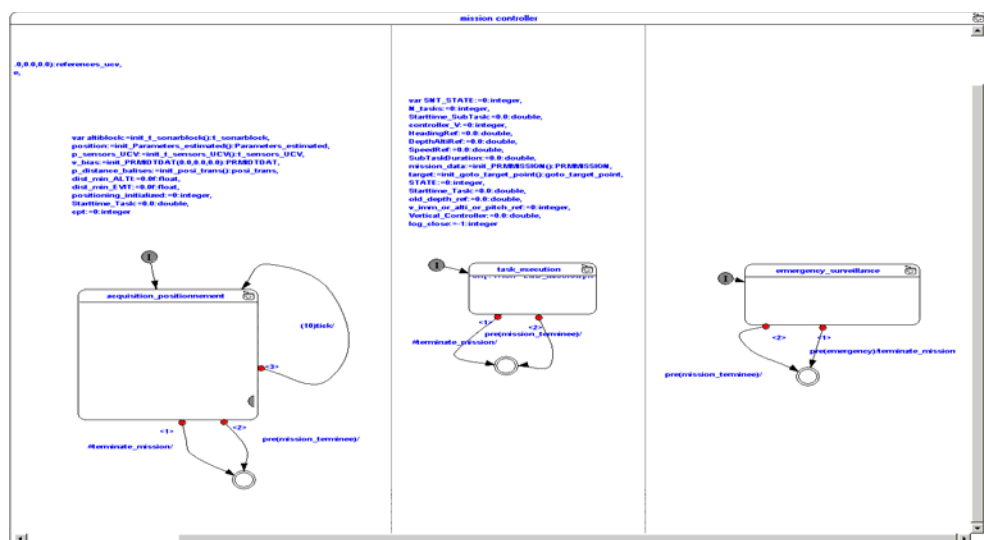 mission controller
.0,0.0,0.0):references_ucv,
e,
var altiblock:=init_t_sonarblock():t_sonarblock,
position:=init_Parameters_estimated():Parameters_estimated,
p_sensors_UCV:=init_t_sensors_UCV():t_sensors_UCV,
v_bias:=init_PRMIDTDAT(0.0,0.0,0.0):PRMIDTDAT,
p_distance_balises:=init_posi_trans():posi_trans,
dist_min_ALTI:=0.0f:float,
dist_min_EVIT:=0.0f:float,
positioning_initialized:=0:integer,
Starttime_Task:=0.0:double,
cpt:=0:integer
I
acquisition_positionnement
(10)tick/
<3>
<1>
<2>
#terminate_mission/
pre(mission_terminee)/
var SNT_STATE:=0:integer,
N_tasks:=0:integer,
Starttime_SubTask:=0.0:double,
controller_V:=0:integer,
HeadingRef:=0.0:double,
DepthAltiRef:=0.0:double,
SpeedRef:=0.0:double,
SubTaskDuration:=0.0:double,
mission_data:=init_PRMMISSION():PRMMISSION,
target:=init_goto_target_point():goto_target_point,
STATE:=0:integer,
Starttime_Task:=0.0:double,
old_depth_ref:=0.0:double,
v_imm_or_alti_or_pitch_ref:=0:integer,
Vertical_Controller:=0.0:double,
log_close:=-1:integer
I
task_execution
<1>
<2>
pre(mission_terminee)/
#terminate_mission/
I
ermergency_surveillance
<2>
<1>
pre(emergency)/terminate_mission
pre(mission_terminee)/